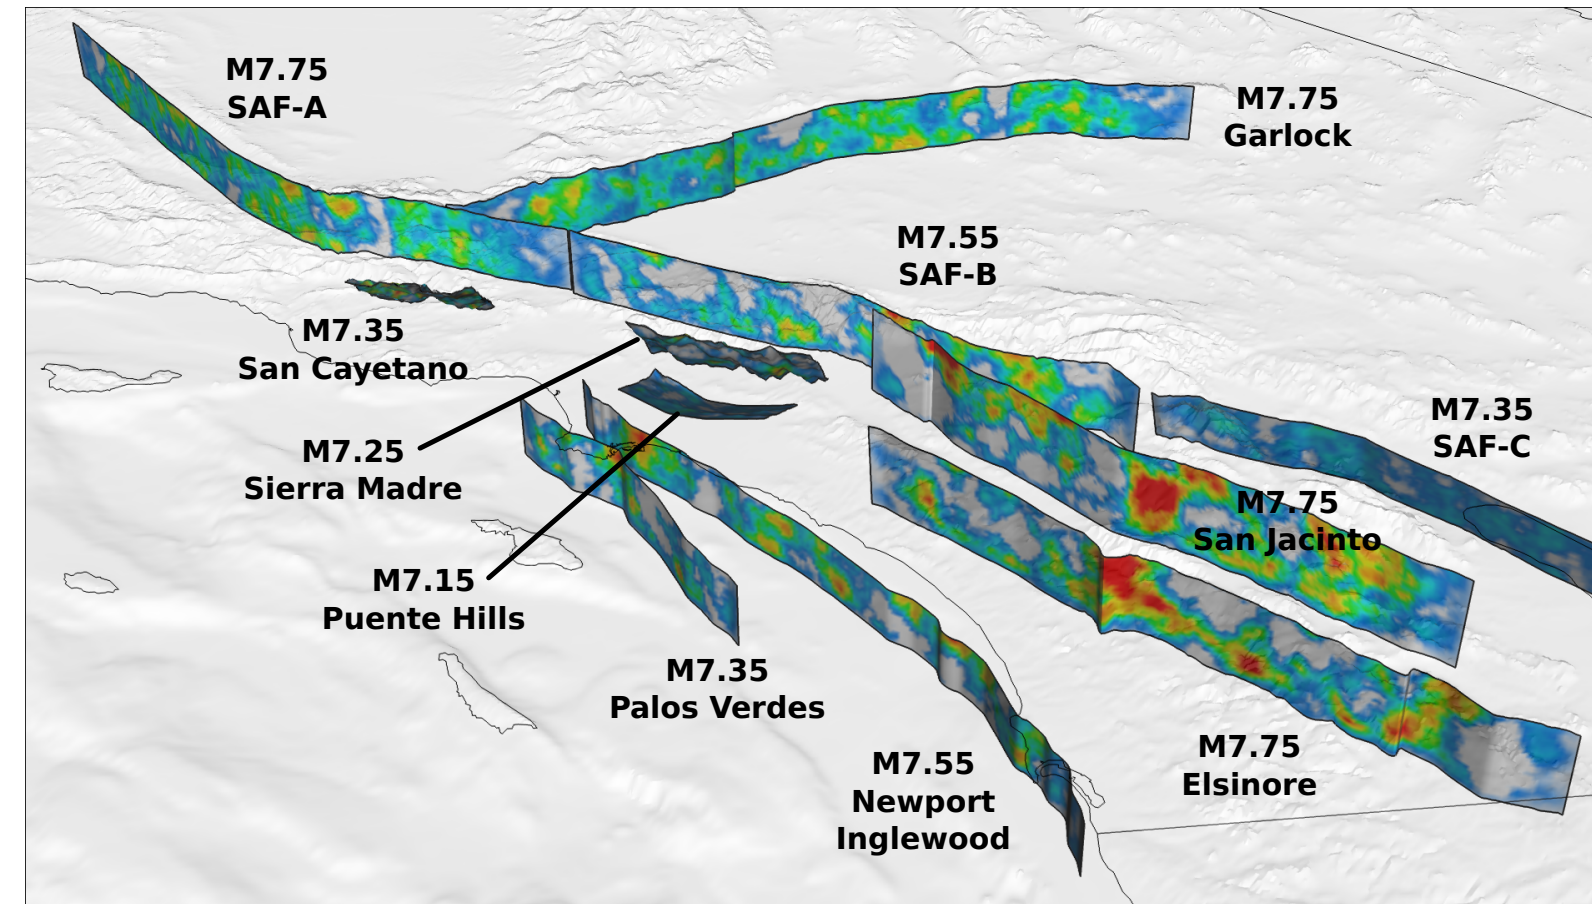 M7.75
SAF-A
M7.75
Garlock
M7.55
SAF-B
M7.35
San Cayetano
M7.35
SAF-C
M7.25
Sierra Madre
M7.75
San Jacinto
M7.15
Puente Hills
M7.35
Palos Verdes
M7.75
Elsinore
M7.55
Newport
Inglewood